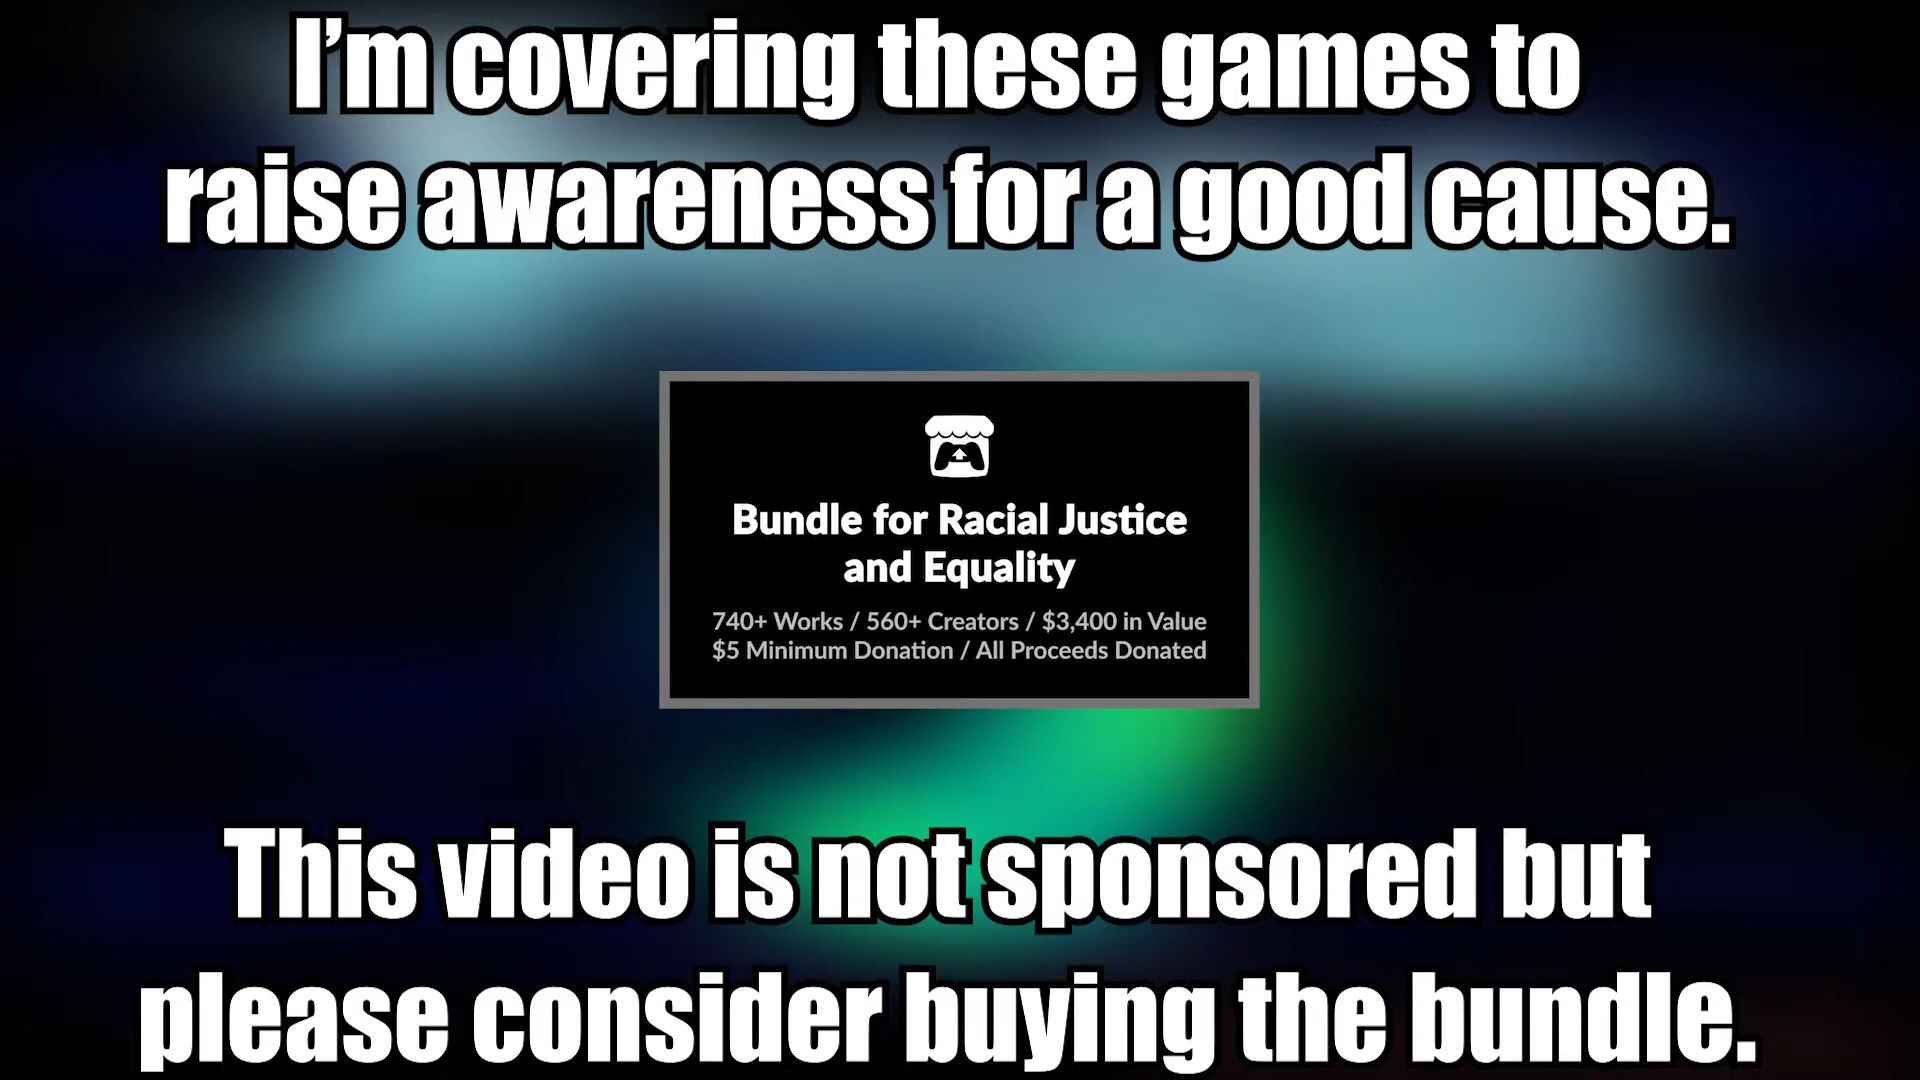 I’m covering these games to
raise awareness for a good cause.
Bundle for Racial Justice
and Equality
740+ Works / 560+ Creators / $3,400 in Value
$5 Minimum Donation / All Proceeds Donated
This video is not sponsored but
please consider buying the bundle.